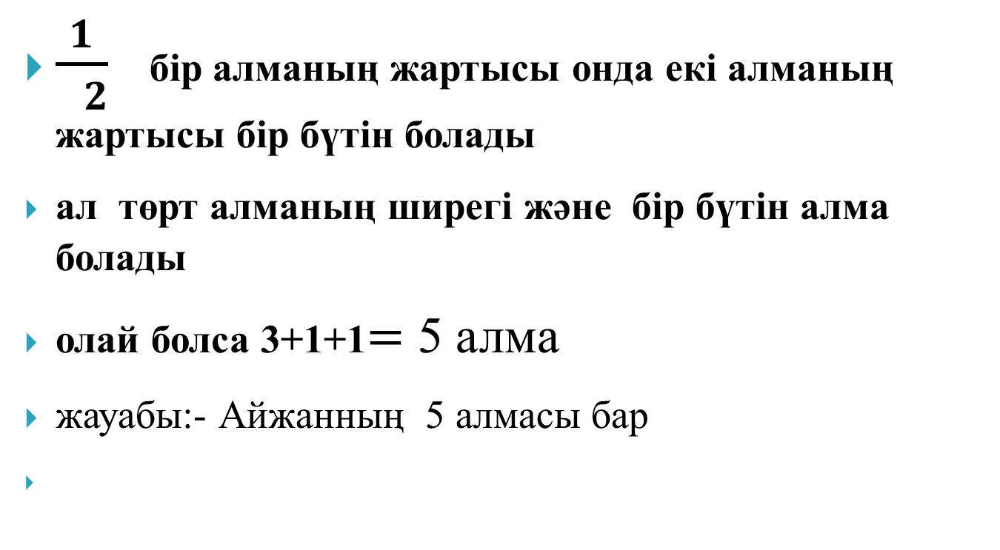 1
2
бір алманың жартысы онда екі алманың
жартысы бір бүтін болады
ал төрт алманың ширегі және бір бүтін алма
болады
олай болса 3+1+1= 5 алма
жауабы:- Айжанның 5 алмасы бар